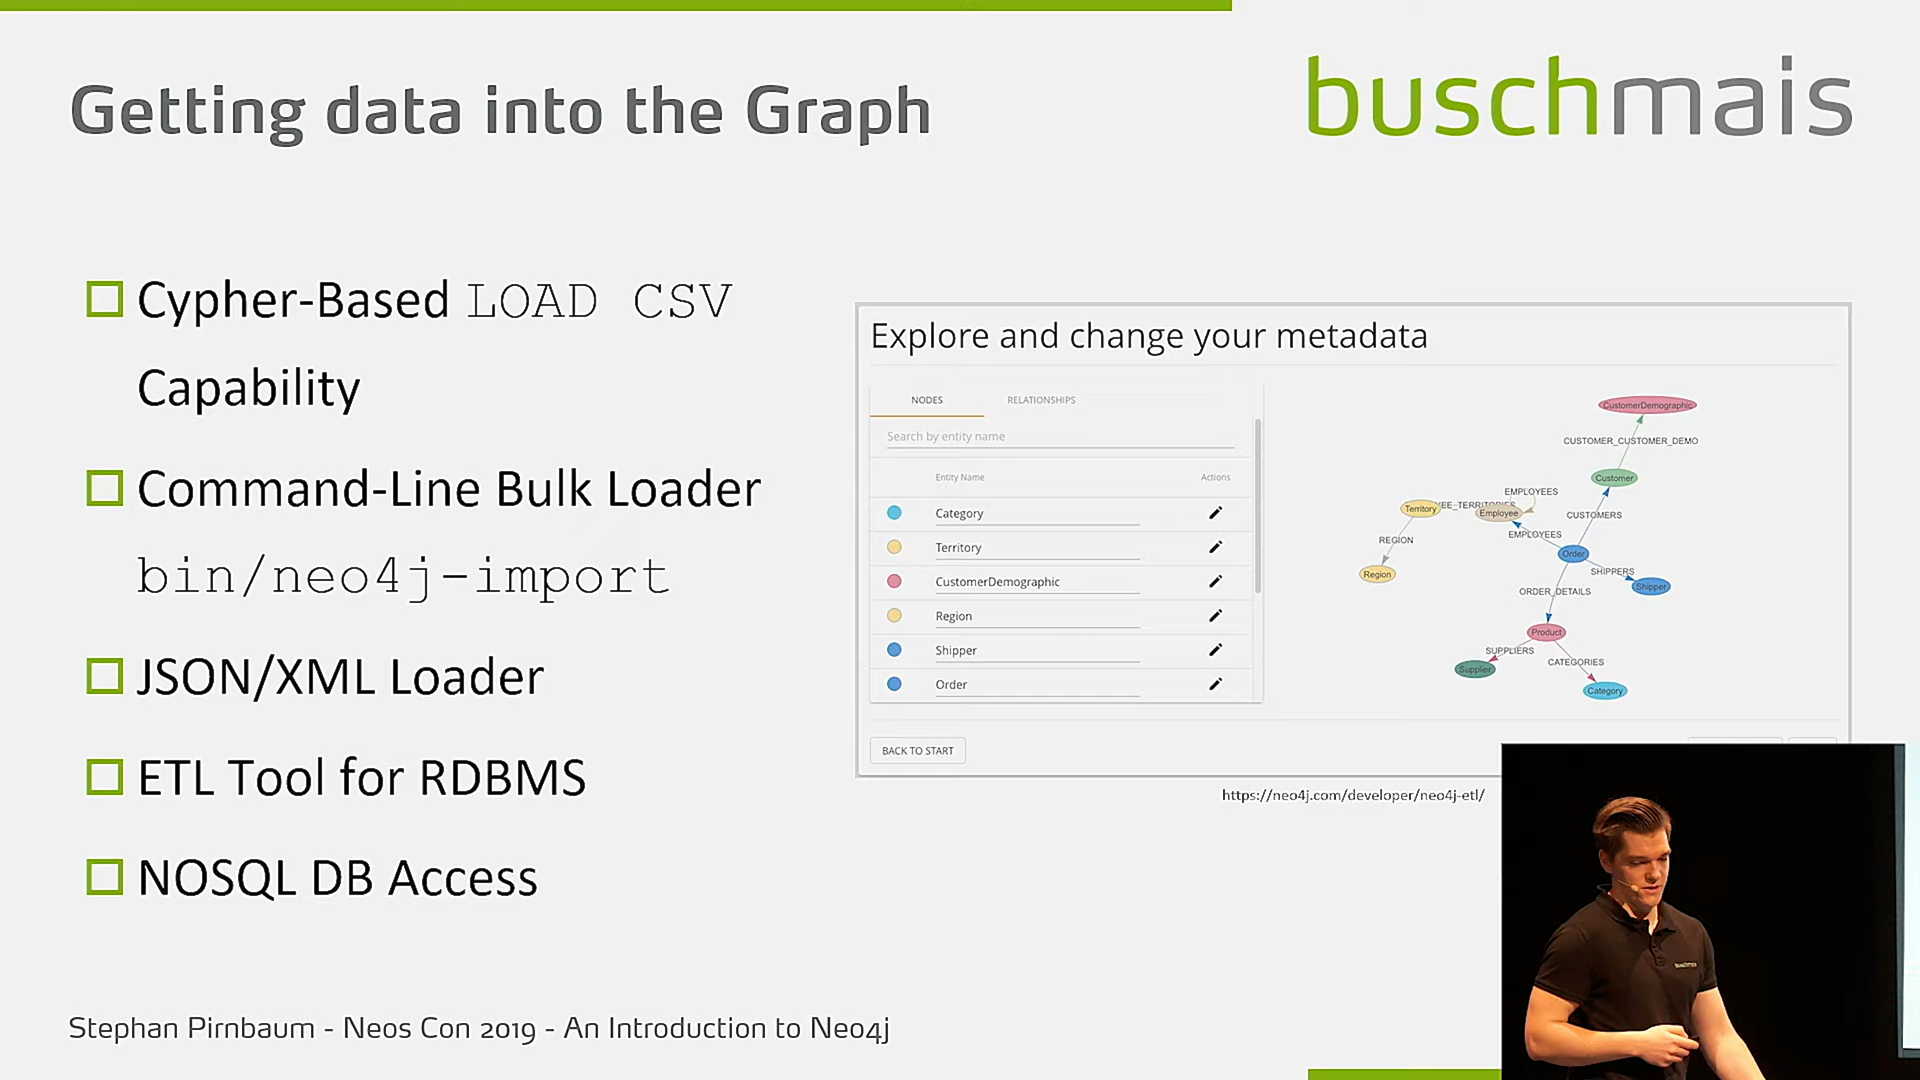 Getting data into the Graph
buschmais
Cypher-Based LOAD CSV
Capability
Command-Line Bulk Loader
bin/neo4j-import
JSON/XML Loader
ETL Tool for RDBMS
NOSQL DB Access
Explore and change your metadata
NODES
RELATIONSHIPS
Search by entity name
Entity Name
Actions
Category
Territory
CustomerDemographic
Region
Shipper
Order
BACK TO START
CustomerDemographic
CUSTOMER_CUSTOMER_DEMO
Customer
EMPLOYEES
Territory
EE_TERRITORIES
Employee
CUSTOMERS
EMPLOYEES
REGION
Order
Region
SHIPPERS
Shipper
ORDER_DETAILS
Product
SUPPLIERS
CATEGORIES
Supplier
Category
https://neo4j.com/developer/neo4j-etl/
buschmais
Stephan Pirnbaum - Neos Con 2019 - An Introduction to Neo4j